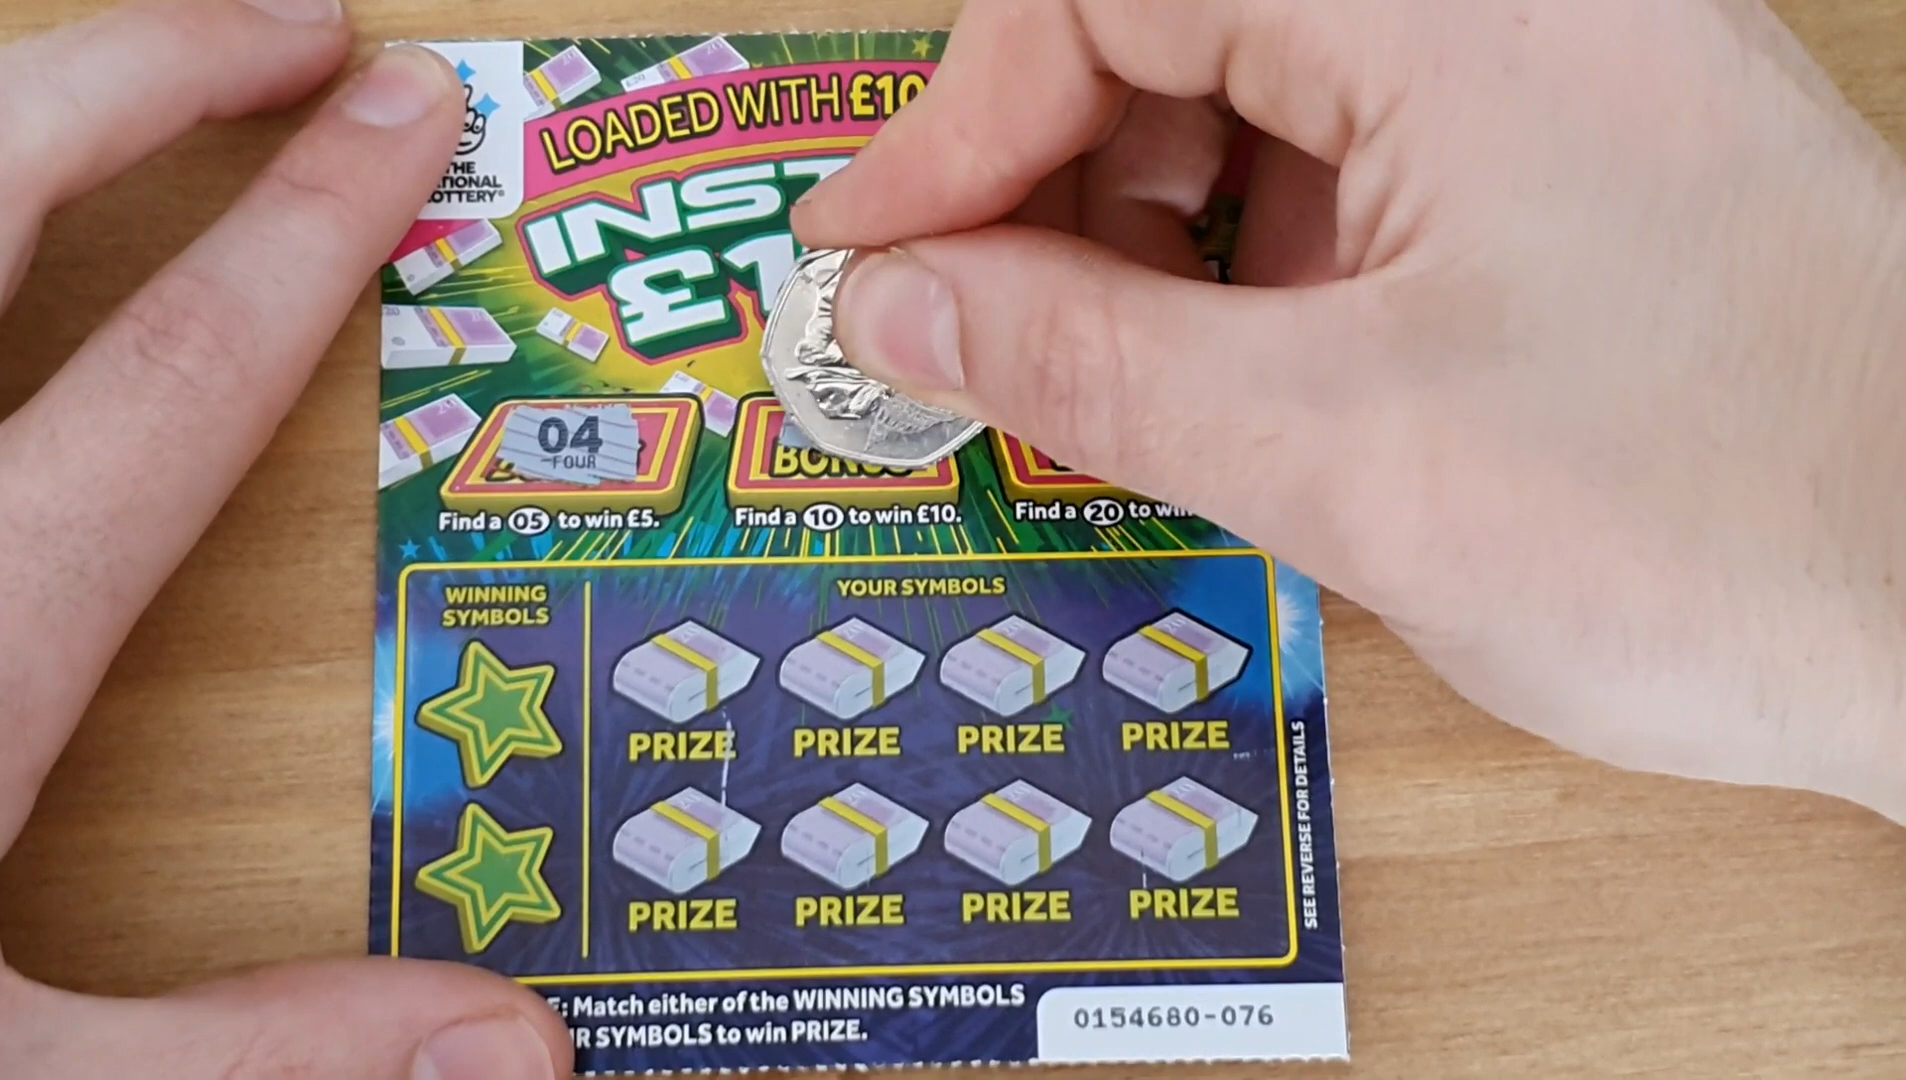 THE
LOTTERY®
LOADED WITH £10
£1
04
FOUR
BONUS
Find a 05 to win £5.
Find a 10 to win £10.
Find a 20 to win
WINNING
SYMBOLS
YOUR SYMBOLS
PRIZE PRIZE PRIZE PRIZE
PRIZE PRIZE PRIZE PRIZE
SEE REVERSE FOR DETAILS
: Match either of the WINNING SYMBOLS
R SYMBOLS to win PRIZE.
0154680-076